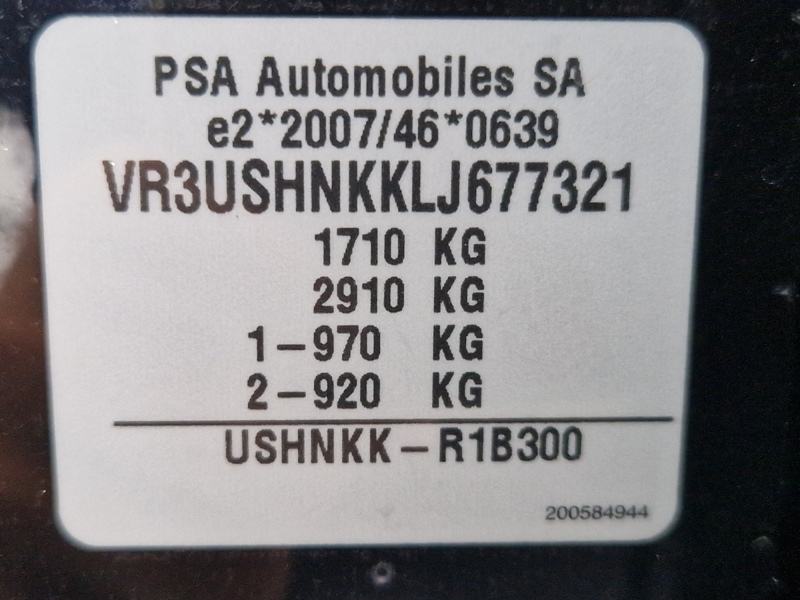 PSA Automobiles SA
e2*2007/46*0639
VR3USHNKKLJ677321
1710 KG
2910 KG
1-970 KG
2-920 KG
USHNKK-R1B300
200584944